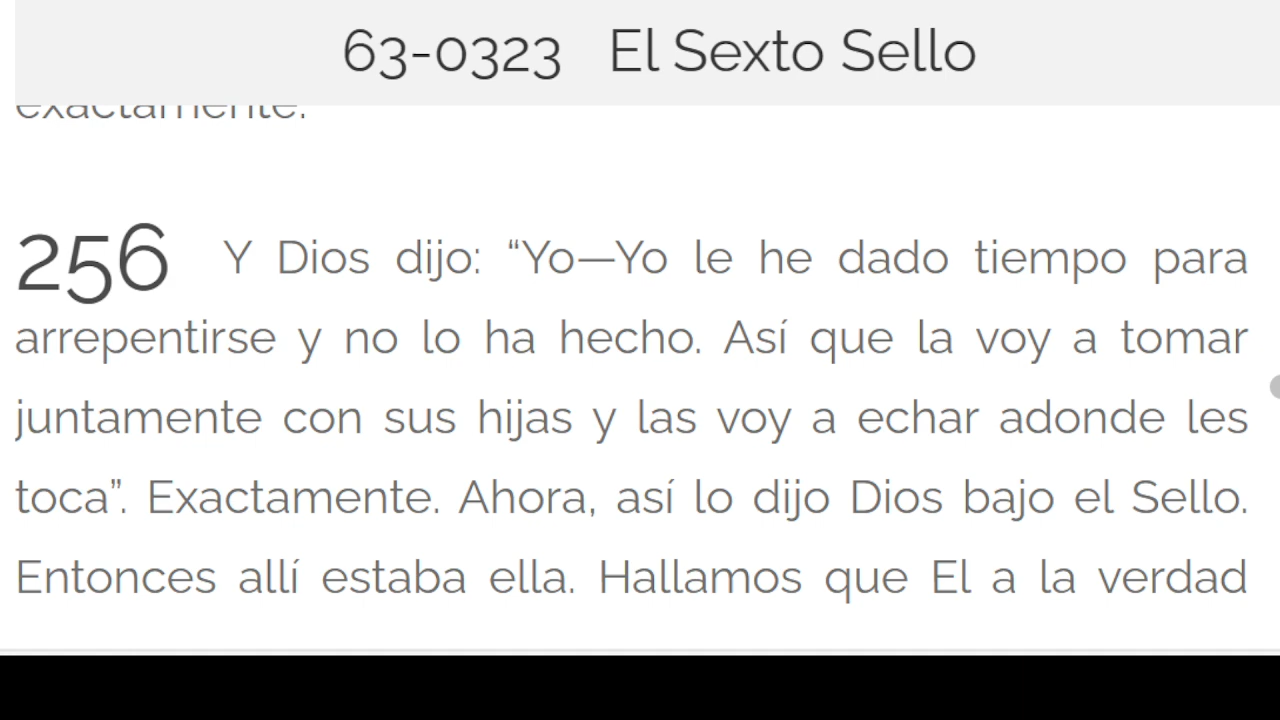 63-0323 El Sexto Sello
exactamente.
256 Y Dios dijo: “Yo—Yo le he dado tiempo para
arrepentirse y no lo ha hecho. Así que la voy a tomar
juntamente con sus hijas y las voy a echar adonde les
toca”. Exactamente. Ahora, así lo dijo Dios bajo el Sello.
Entonces allí estaba ella. Hallamos que El a la verdad